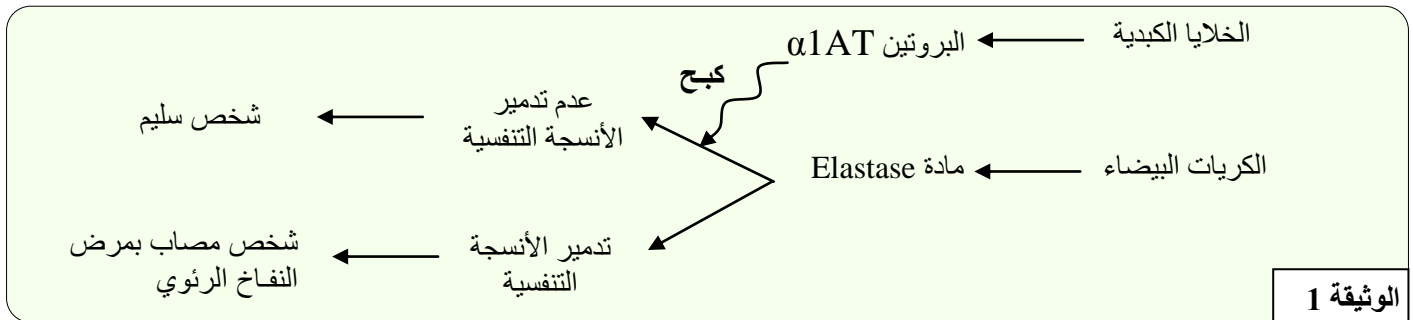 الخلايا الكبدية
البروتين α1AT
كبح
عدم تدمير
الأنسجة التنفسية
شخص سليم
الكريات البيضاء
مادة Elastase
تدمير الأنسجة
التنفسية
شخص مصاب بمرض
النفاخ الرئوي
الوثيقة 1